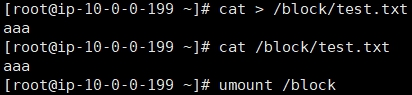 [root@ip-10-0-0-199 ~]# cat > /block/test.txt
aaa
[root@ip-10-0-0-199 ~]# cat /block/test.txt
aaa
[root@ip-10-0-0-199 ~]# umount /block